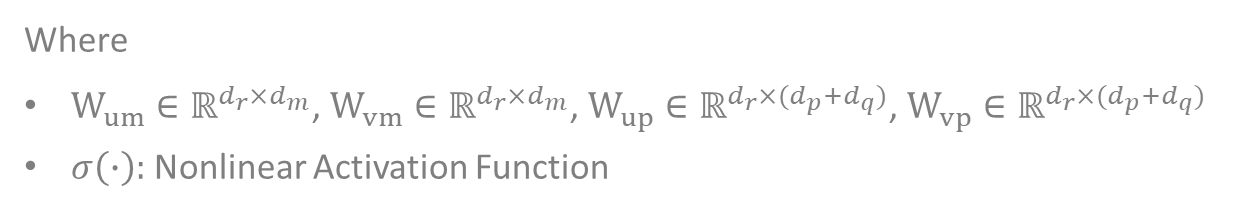 Where
• W_um ∈ ℝ^{d_r×d_m}, W_vm ∈ ℝ^{d_r×d_m}, W_up ∈ ℝ^{d_r×(d_p+d_q)}, W_vp ∈ ℝ^{d_r×(d_p+d_q)}
• σ(·): Nonlinear Activation Function